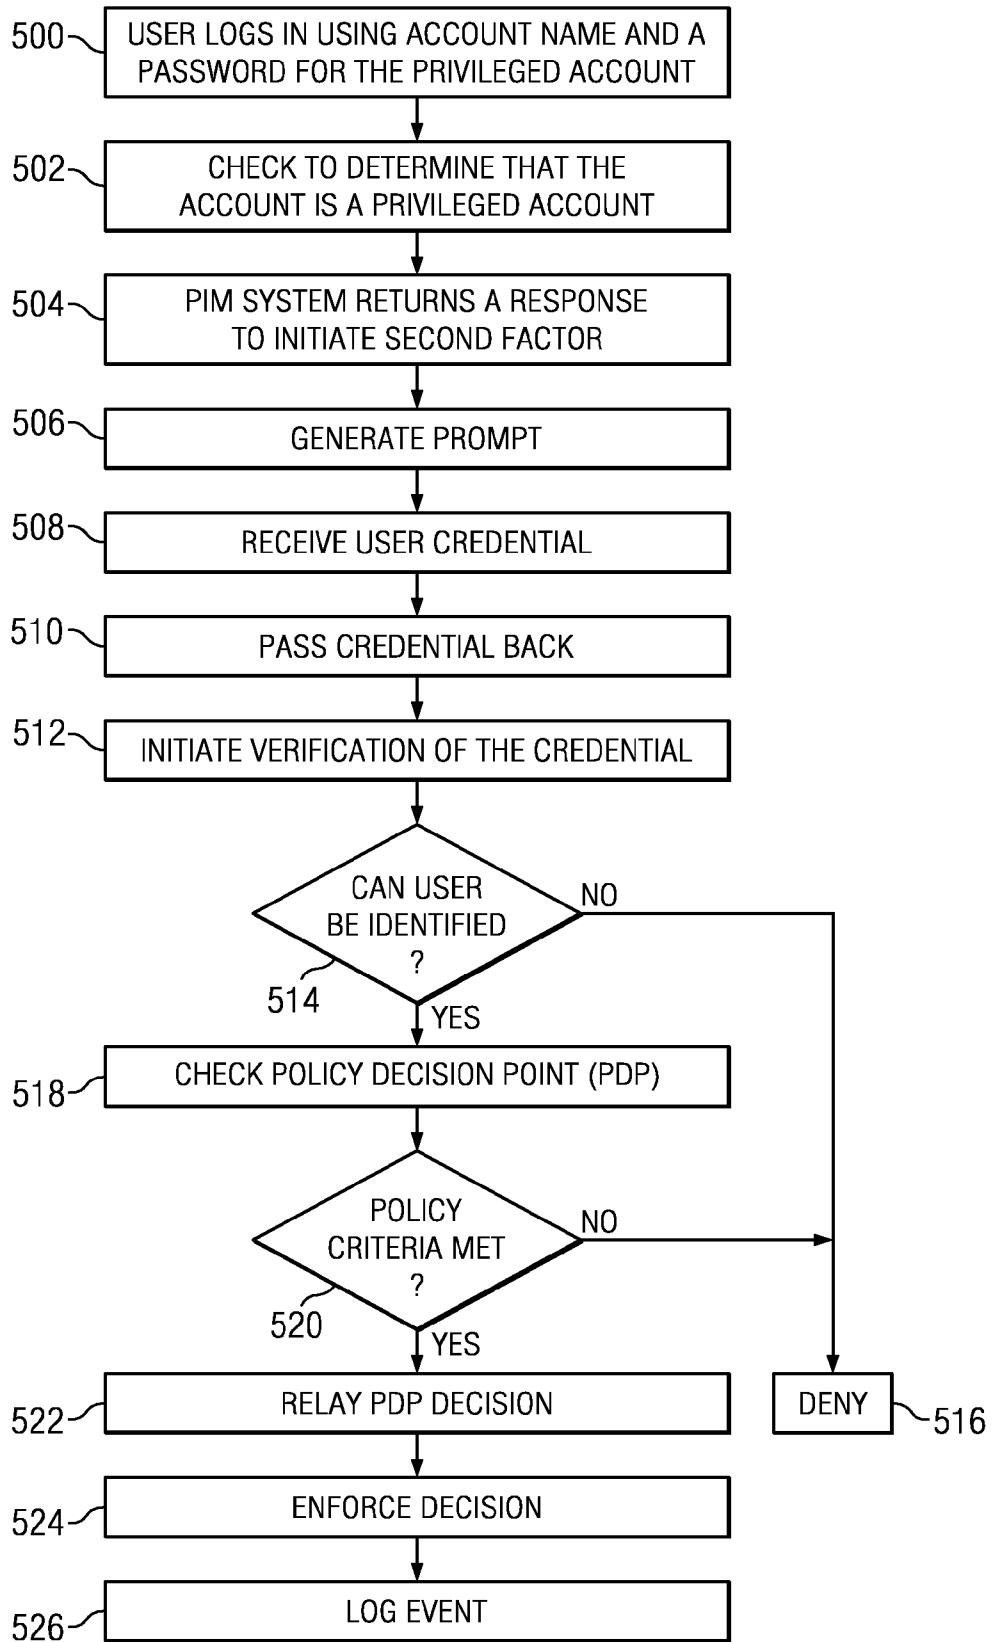 500
USER LOGS IN USING ACCOUNT NAME AND A
PASSWORD FOR THE PRIVILEGED ACCOUNT
502
CHECK TO DETERMINE THAT THE
ACCOUNT IS A PRIVILEGED ACCOUNT
504
PIM SYSTEM RETURNS A RESPONSE
TO INITIATE SECOND FACTOR
506
GENERATE PROMPT
508
RECEIVE USER CREDENTIAL
510
PASS CREDENTIAL BACK
512
INITIATE VERIFICATION OF THE CREDENTIAL
CAN USER
BE IDENTIFIED
?
NO
514
YES
518
CHECK POLICY DECISION POINT (PDP)
POLICY
CRITERIA MET
?
NO
520
YES
522
RELAY PDP DECISION
DENY
516
524
ENFORCE DECISION
526
LOG EVENT